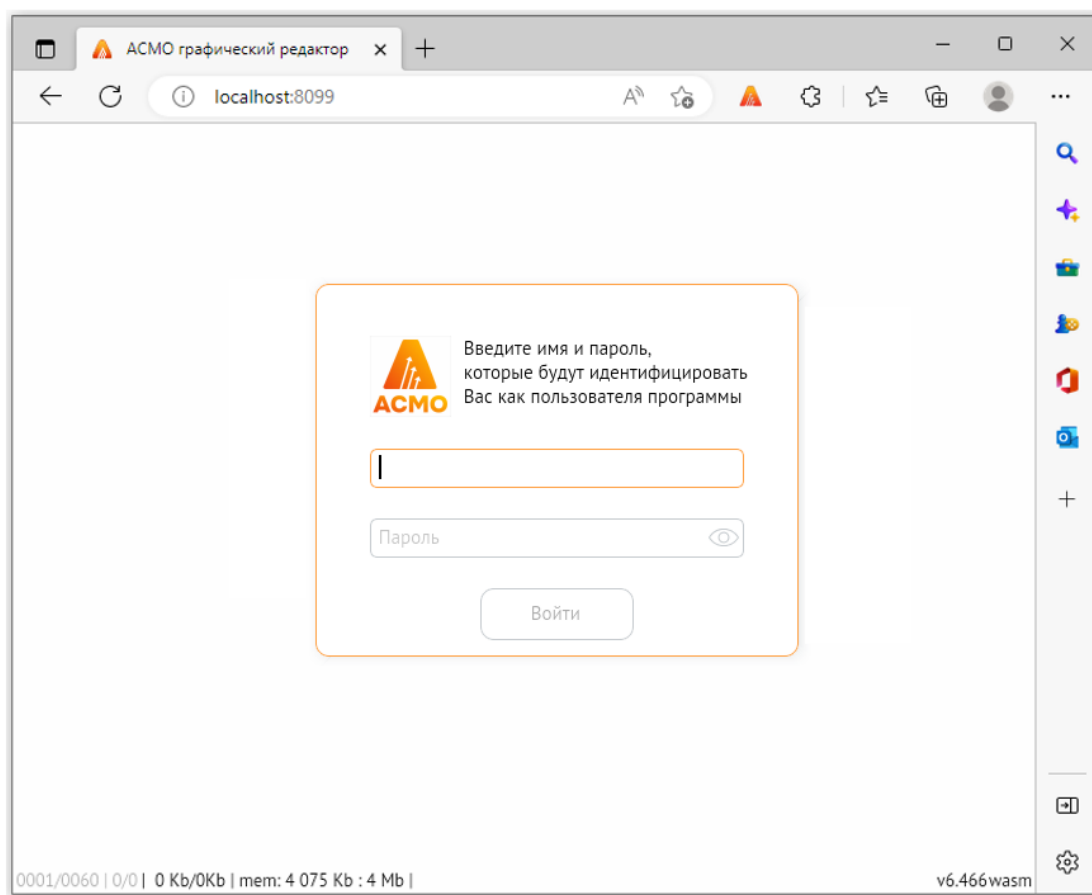 АСМО графический редактор
localhost:8099
Введите имя и пароль,
которые будут идентифицировать
Вас как пользователя программы
АСМО
Пароль
Войти
0001/0060 | 0/0 | 0 Kb/0Kb | mem: 4 075 Kb : 4 Mb |
v6.466wasm